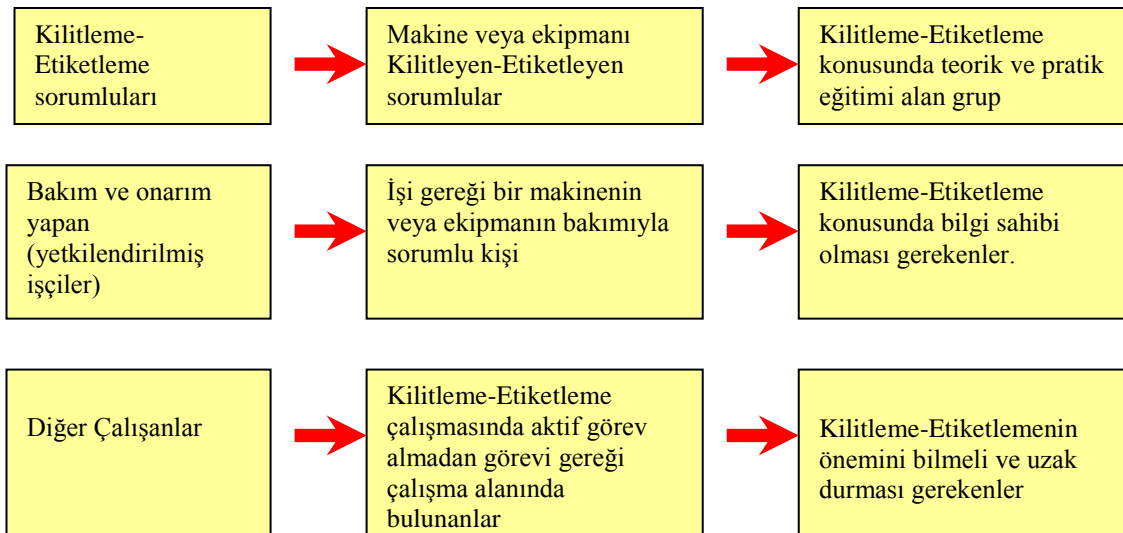 Kilitleme-
Etiketleme
sorumluları
Makine veya ekipmanı
Kilitleyen-Etiketleyen
sorumlular
Kilitleme-Etiketleme
konusunda teorik ve pratik
eğitimi alan grup
Bakım ve onarım
yapan
(yetkilendirilmiş
işçiler)
İşi gereği bir makinenin
veya ekipmanın bakımıyla
sorumlu kişi
Kilitleme-Etiketleme
konusunda bilgi sahibi
olması gerekenler.
Diğer Çalışanlar
Kilitleme-Etiketleme
çalışmasında aktif görev
almadan görevi gereği
çalışma alanında
bulunanlar
Kilitleme-Etiketlemenin
önemini bilmeli ve uzak
durması gerekenler